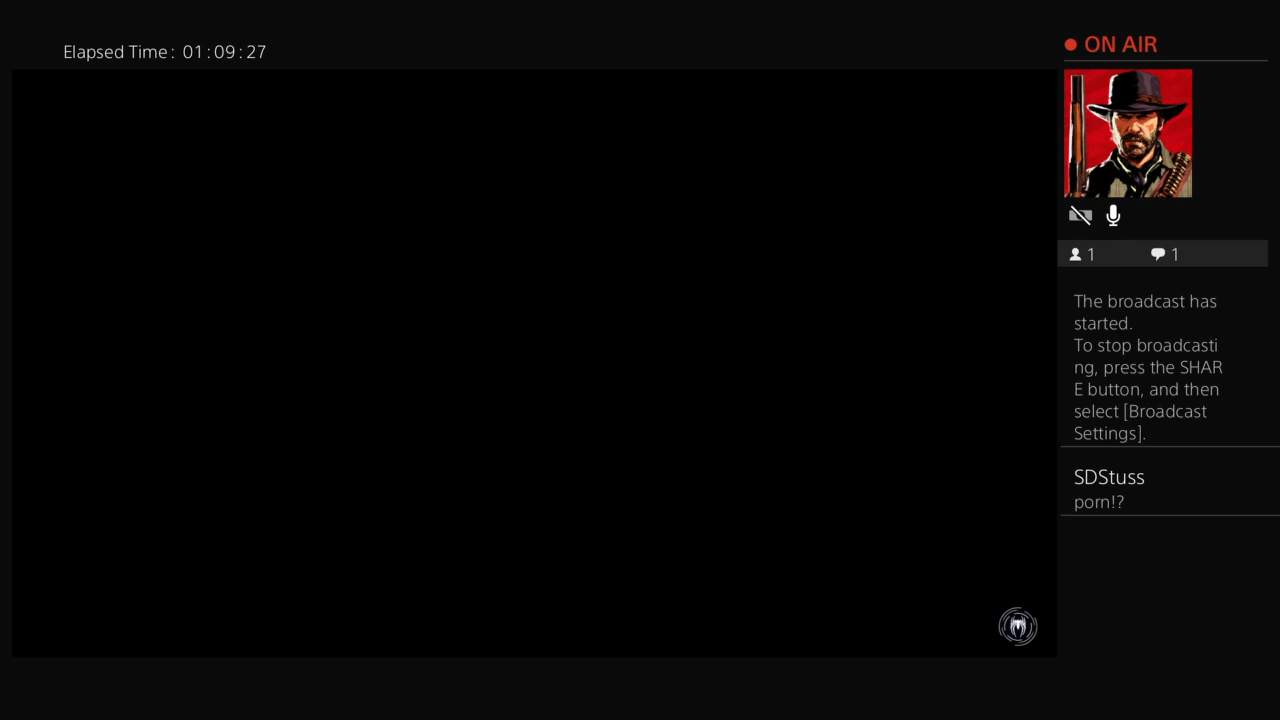 Elapsed Time: 01:09:27
ON AIR
1 1
The broadcast has
started.
To stop broadcasti
ng, press the SHAR
E button, and then
select [Broadcast
Settings].
SDStuss
porn!?